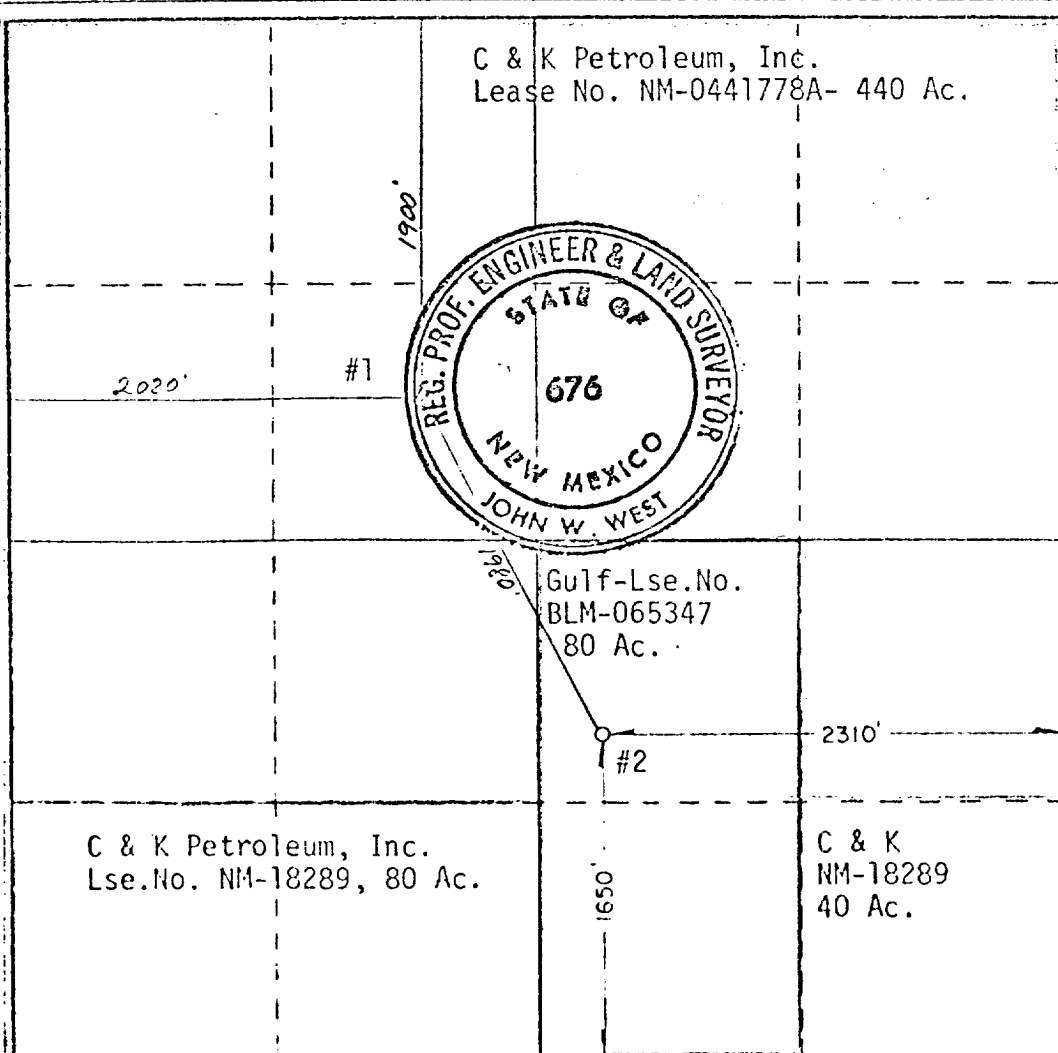 C & K Petroleum, Inc.
Lease No. NM-0441778A- 440 Ac.
1900'
REG. PROF. ENGINEER & LAND SURVEYOR
STATE OF
676
NEW MEXICO
JOHN W. WEST
#1
2020'
1980'
Gulf-Lse.No.
BLM-065347
80 Ac.
2310'
#2
C & K Petroleum, Inc.
Lse.No. NM-18289, 80 Ac.
1650'
C & K
NM-18289
40 Ac.